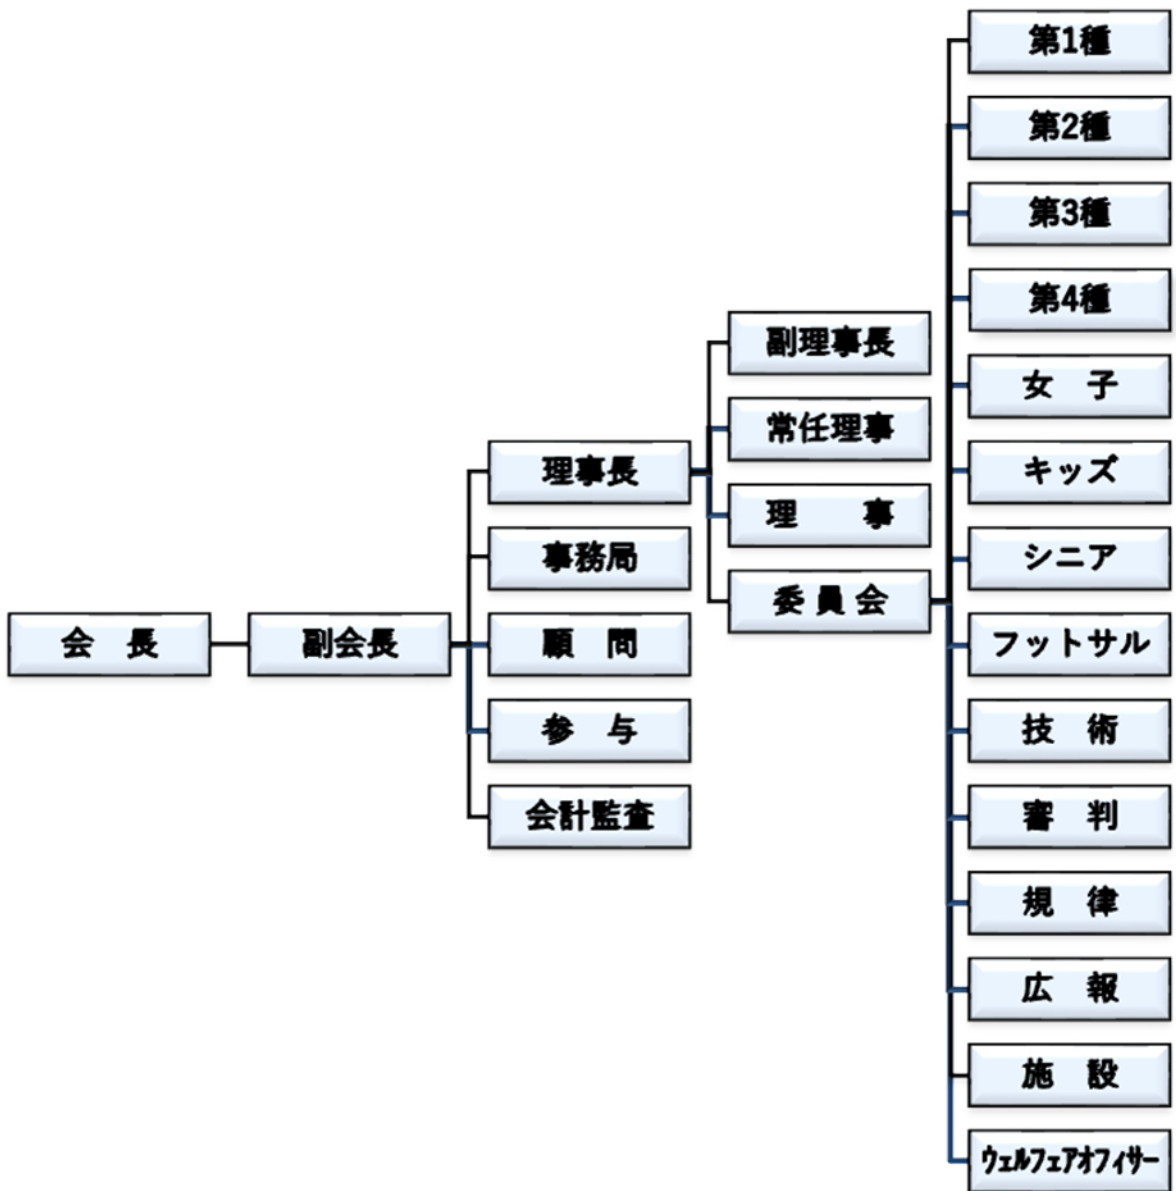 会　長
副会長
理事長
事務局
顧　問
参　与
会計監査
副理事長
常任理事
理　　事
委 員 会
第1種
第2種
第3種
第4種
女　子
キッズ
シニア
フットサル
技　術
審　判
規　律
広　報
施　設
ウェルフェアオフィサー